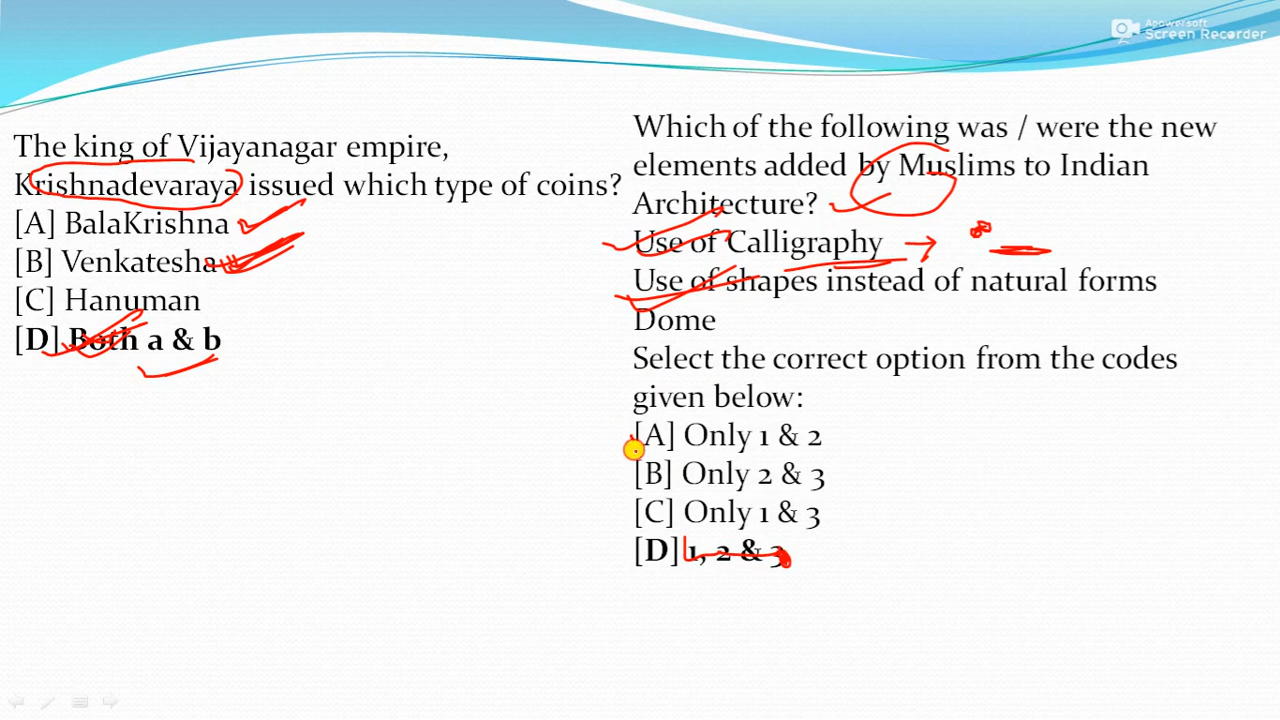 Apowersoft
Screen Recorder
The king of Vijayanagar empire,
Krishnadevaraya issued which type of coins?
[A] BalaKrishna
[B] Venkatesha
[C] Hanuman
[D] Both a & b
Which of the following was / were the new
elements added by Muslims to Indian
Architecture?
Use of Calligraphy
Use of shapes instead of natural forms
Dome
Select the correct option from the codes
given below:
[A] Only 1 & 2
[B] Only 2 & 3
[C] Only 1 & 3
[D] 1, 2 & 3